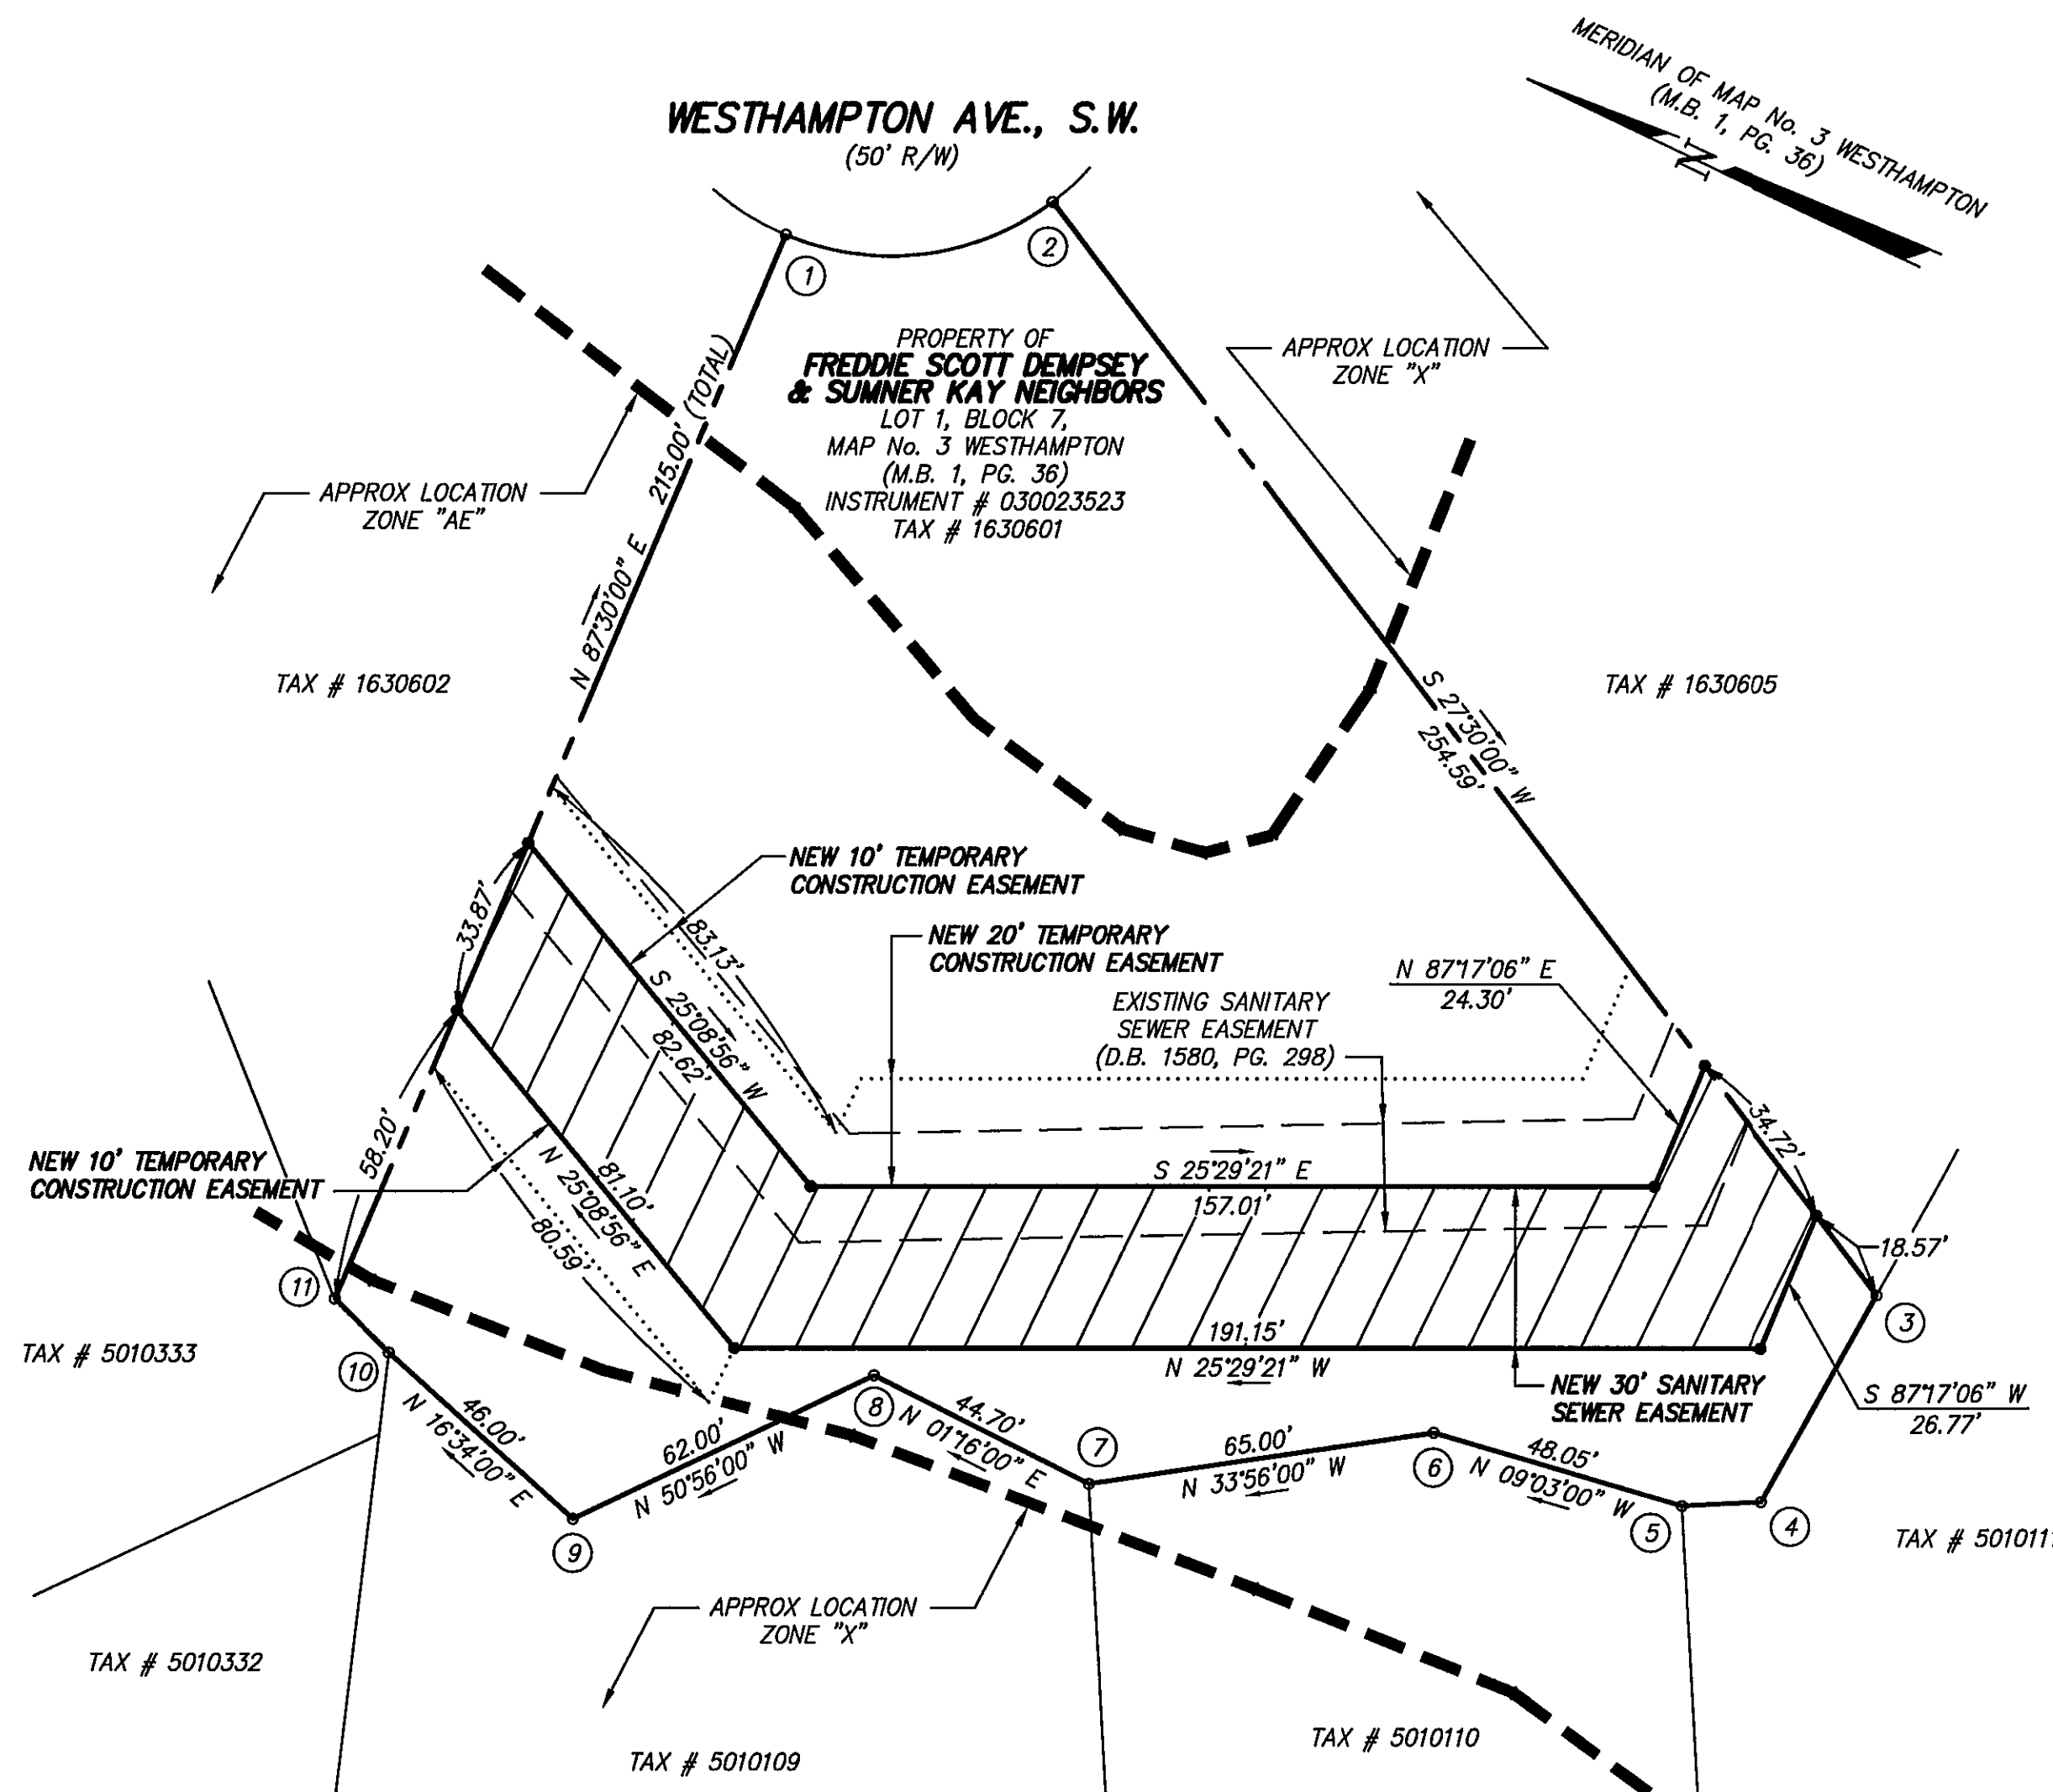 MERIDIAN OF MAP No. 3 WESTHAMPTON
(M.B. 1, PG. 36)
N
WESTHAMPTON AVE., S.W.
(50' R/W)
1
2
PROPERTY OF
FREDDIE SCOTT DEMPSEY
& SUMNER KAY NEIGHBORS
LOT 1, BLOCK 7,
MAP No. 3 WESTHAMPTON
(M.B. 1, PG. 36)
INSTRUMENT # 030023523
TAX # 1630601
APPROX LOCATION
ZONE "X"
APPROX LOCATION
ZONE "AE"
N 87°30'00" E 215.00' (TOTAL)
S 27°30'00" W
254.59'
TAX # 1630602
TAX # 1630605
NEW 10' TEMPORARY
CONSTRUCTION EASEMENT
33.87'
83.13'
NEW 20' TEMPORARY
CONSTRUCTION EASEMENT
N 87°17'06" E
24.30'
EXISTING SANITARY
SEWER EASEMENT
(D.B. 1580, PG. 298)
S 25°08'56" W
82.62'
34.72'
58.20'
NEW 10' TEMPORARY
CONSTRUCTION EASEMENT
81.10'
N 25°08'56" E
80.59'
S 25°29'21" E
157.01'
18.57'
11
3
191.15'
N 25°29'21" W
TAX # 5010333
10
NEW 30' SANITARY
SEWER EASEMENT
S 87°17'06" W
26.77'
46.00'
N 16°34'00" E
62.00'
N 50°56'00" W
8
44.70'
N 01°16'00" E
7
65.00'
N 33°56'00" W
6
48.05'
N 09°03'00" W
5
4
9
TAX # 501011
APPROX LOCATION
ZONE "X"
TAX # 5010332
TAX # 5010109
TAX # 5010110